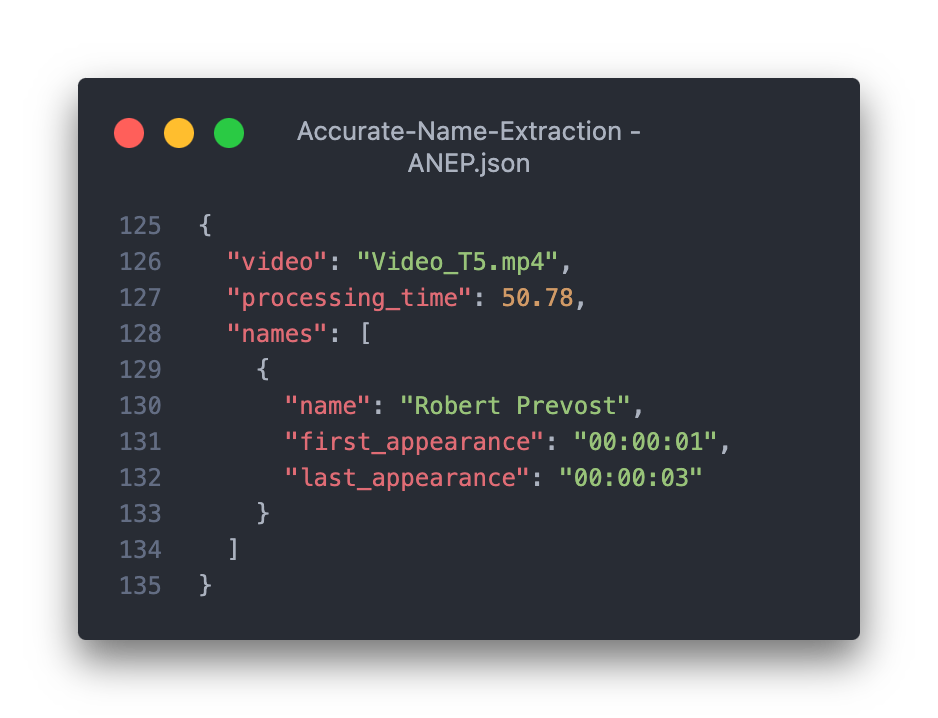 Accurate-Name-Extraction -
ANEP.json
125 {
126   "video": "Video_T5.mp4",
127   "processing_time": 50.78,
128   "names": [
129     {
130       "name": "Robert Prevost",
131       "first_appearance": "00:00:01",
132       "last_appearance": "00:00:03"
133     }
134   ]
135 }